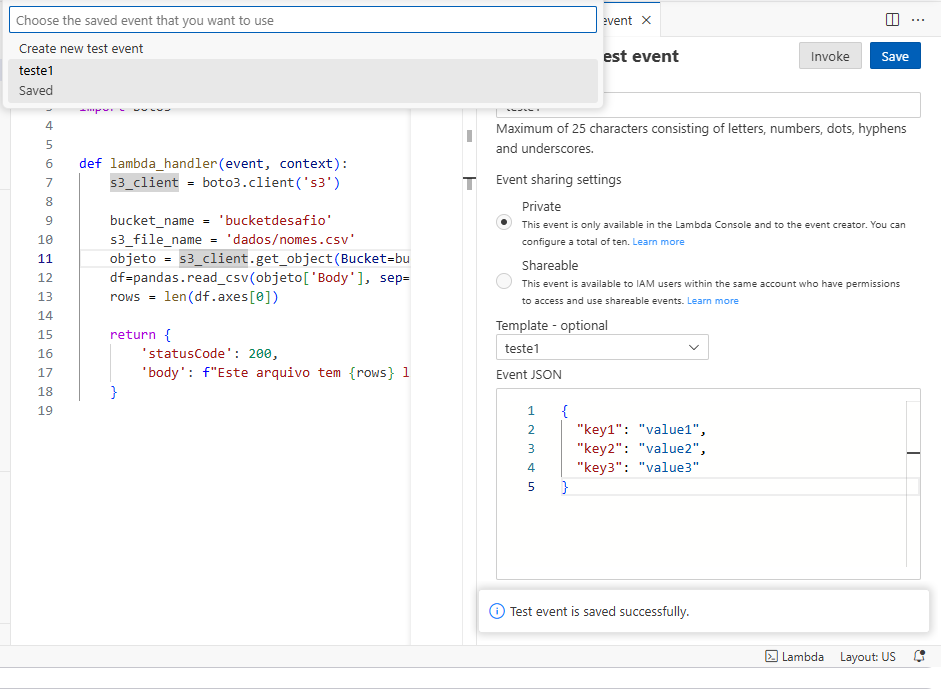 Choose the saved event that you want to use
Create new test event
teste1
Saved
event
est event
Invoke
Save
3 import boto3
4
5
6 def lambda_handler(event, context):
7 s3_client = boto3.client('s3')
8
9 bucket_name = 'bucketdesafio'
10 s3_file_name = 'dados/nomes.csv'
11 objeto = s3_client.get_object(Bucket=bu
12 df=pandas.read_csv(objeto['Body'], sep=
13 rows = len(df.axes[0])
14
15 return {
16 'statusCode': 200,
17 'body': f"Este arquivo tem {rows} l
18 }
19
teste1
Maximum of 25 characters consisting of letters, numbers, dots, hyphens
and underscores.
Event sharing settings
Private
This event is only available in the Lambda Console and to the event creator. You can
configure a total of ten. Learn more
Shareable
This event is available to IAM users within the same account who have permissions
to access and use shareable events. Learn more
Template - optional
teste1
Event JSON
1 {
2 "key1": "value1",
3 "key2": "value2",
4 "key3": "value3"
5 }
Test event is saved successfully.
Lambda Layout: US